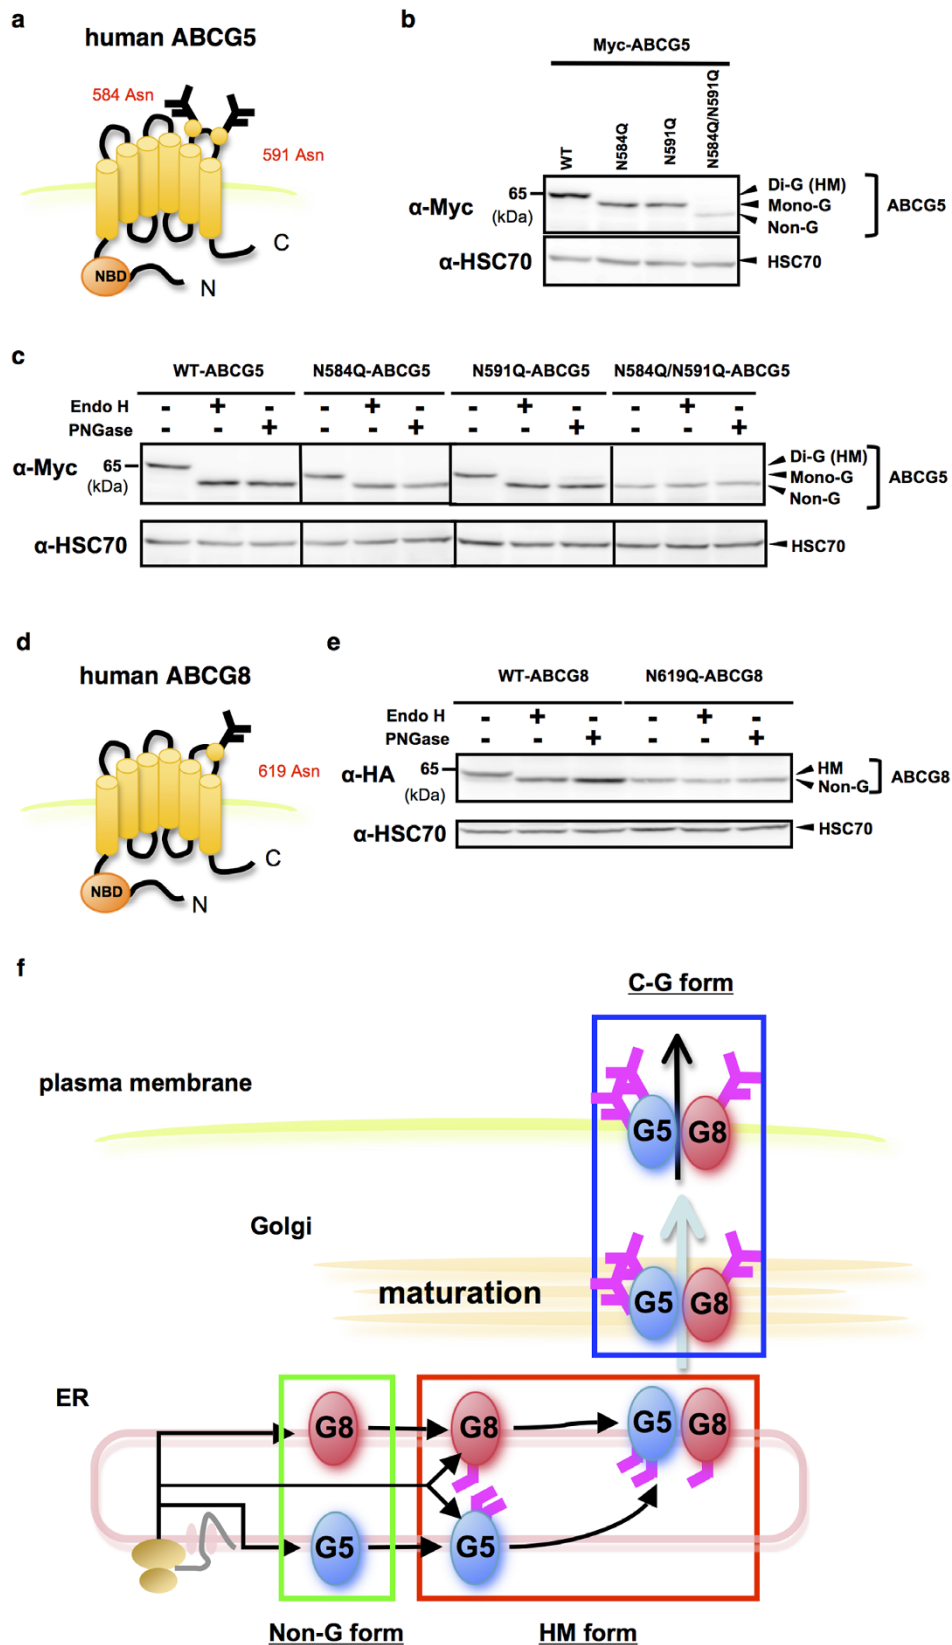 a
human ABCG5
584 Asn
591 Asn
NBD
N
C
b
Myc-ABCG5
WT
N584Q
N591Q
N584Q/N591Q
α-Myc
65
(kDa)
Di-G (HM)
Mono-G
Non-G
ABCG5
α-HSC70
HSC70
c
WT-ABCG5 N584Q-ABCG5 N591Q-ABCG5 N584Q/N591Q-ABCG5
Endo H - + - - + - - + - - + -
PNGase - - + - - + - - + - - +
α-Myc
65
(kDa)
Di-G (HM)
Mono-G
Non-G
ABCG5
α-HSC70
HSC70
d
human ABCG8
619 Asn
NBD
N
C
e
WT-ABCG8 N619Q-ABCG8
Endo H - + - - + -
PNGase - - + - - +
α-HA
65
(kDa)
HM
Non-G
ABCG8
α-HSC70
HSC70
f
C-G form
plasma membrane
G5 G8
Golgi
maturation
G5 G8
ER
G8 G8 G5 G8
G5 G5
Non-G form HM form